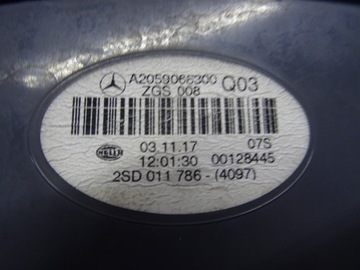 A2059068300 Q03
ZGS 008
03.11.17 07S
HELLA 12:01:30 00128445
2SD 011 786 - (4097)